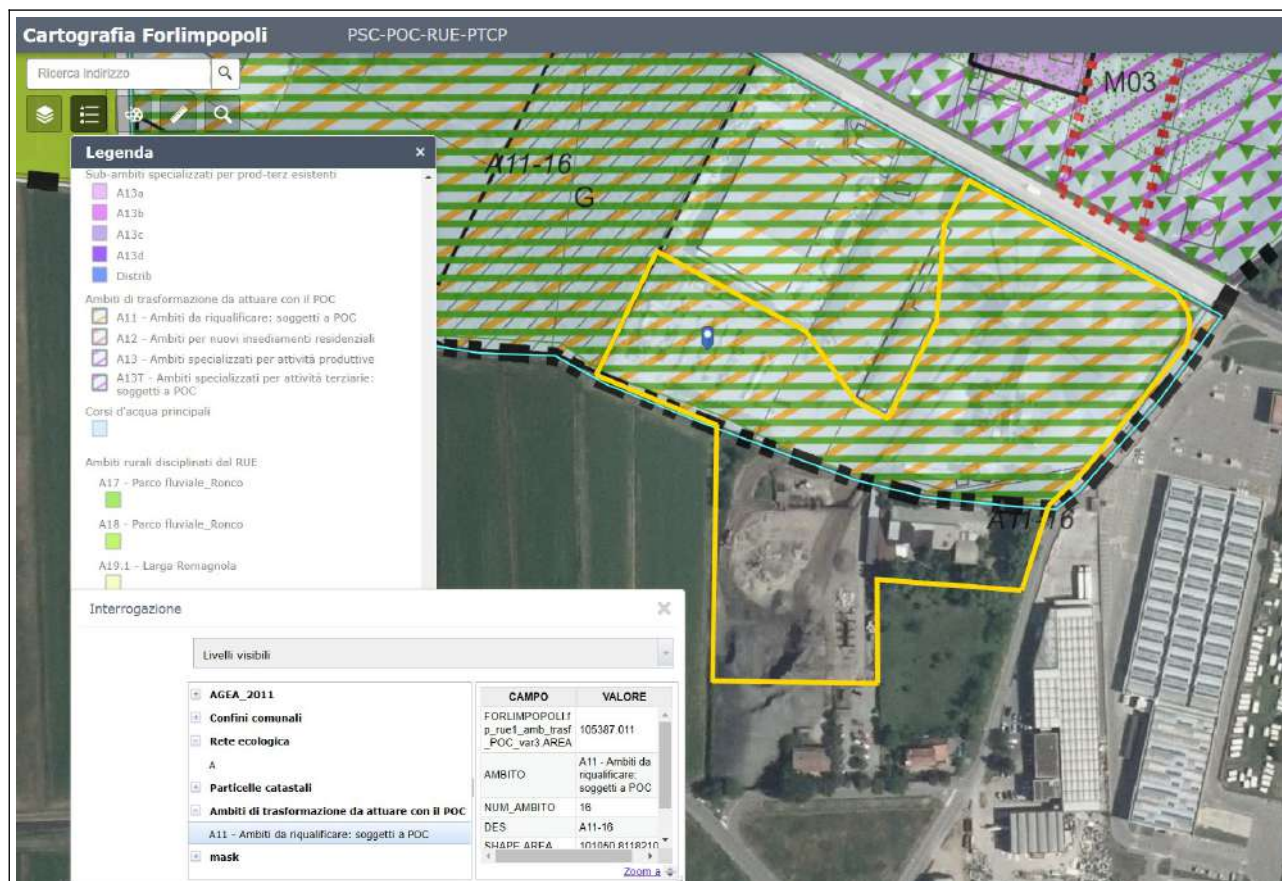 Cartografia Forlimpopoli PSC-POC-RUE-PTCP
Ricerca Indirizzo
M03
A11-16
G
Legenda ×
Sub-ambiti specializzati per prod-terz esistenti
A13a
A13b
A13c
A13d
Distrib
Ambiti di trasformazione da attuare con il POC
A11 - Ambiti da riqualificare: soggetti a POC
A12 - Ambiti per nuovi insediamenti residenziali
A13 - Ambiti specializzati per attività produttive
A13T - Ambiti specializzati per attività terziarie:
soggetti a POC
Corsi d'acqua principali
Ambiti rurali disciplinati dal RUE
A17 - Parco fluviale_Ronco
A18 - Parco fluviale_Ronco
A19.1 - Larga Romagnola
A11-16
Interrogazione ×
Livelli visibili
AGEA_2011
Confini comunali
Rete ecologica
A
Particelle catastali
Ambiti di trasformazione da attuare con il POC
A11 - Ambiti da riqualificare: soggetti a POC
mask
CAMPO VALORE
FORLIMPOPOLI.f
p_rue1_amb_trasf 105387.011
_POC_var3.AREA
A11 - Ambiti da
AMBITO riqualificare:
soggetti a POC
NUM_AMBITO 16
DES A11-16
SHAPE.AREA 101050.8118210
Zoom a